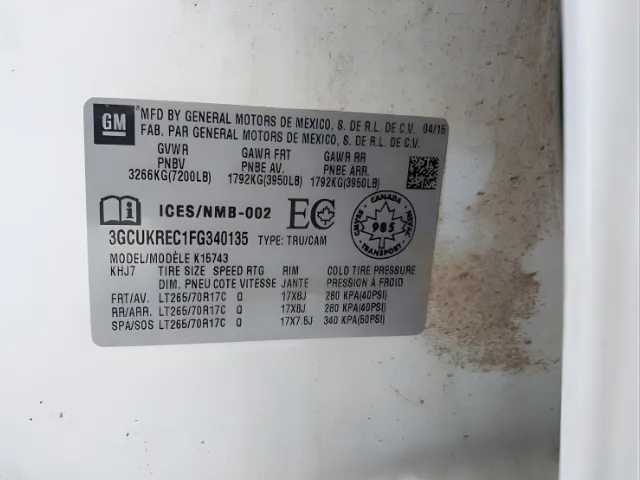 GM
MFD BY GENERAL MOTORS DE MEXICO, S. DE R.L. DE C.V. 04/15
FAB. PAR GENERAL MOTORS DE MEXICO, S. DE R.L. DE C.V.
GVWR GAWR FRT GAWR RR
PNBV PNBE AV. PNBE ARR.
3266KG(7200LB) 1792KG(3950LB) 1792KG(3950LB)
ICES/NMB-002 EC CANADA 985
3GCUKREC1FG340135 TYPE: TRU/CAM
MODEL/MODÈLE K15743
KHJ7 TIRE SIZE SPEED RTG RIM COLD TIRE PRESSURE
DIM. PNEU COTE VITESSE JANTE PRESSION À FROID
FRT/AV. LT265/70R17C Q 17X8J 280 KPA(40PSI)
RR/ARR. LT265/70R17C Q 17X8J 280 KPA(40PSI)
SPA/SOS LT265/70R17C Q 17X7.5J 340 KPA(50PSI)